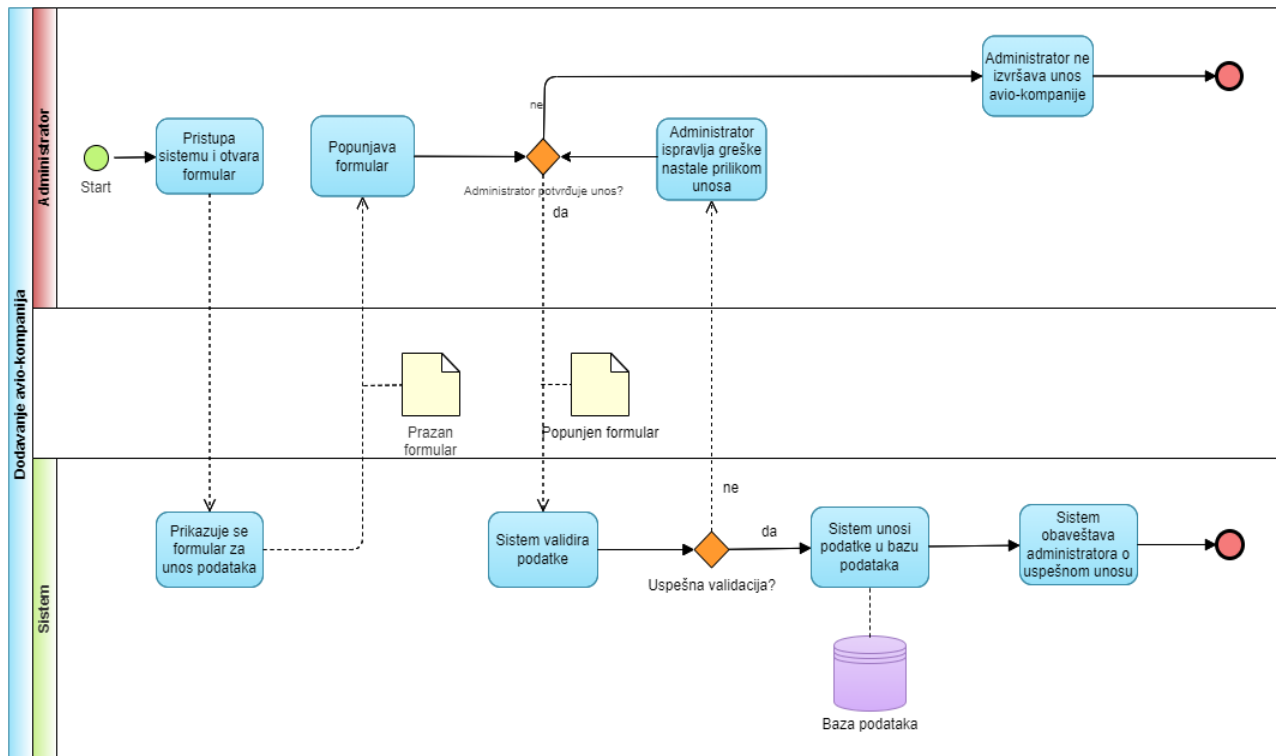 Dodavanje avio-kompanija
Administrator
Start
Pristupa
sistemu i otvara
formular
Popunjava
formular
ne
Administrator potvrđuje unos?
da
Administrator
ispravlja greške
nastale prilikom
unosa
Administrator ne
izvršava unos
avio-kompanije
Prazan
formular
Popunjen formular
Sistem
Prikazuje se
formular za
unos podataka
Sistem validira
podatke
ne
da
Uspešna validacija?
Sistem unosi
podatke u bazu
podataka
Sistem
obaveštava
administratora o
uspešnom unosu
Baza podataka